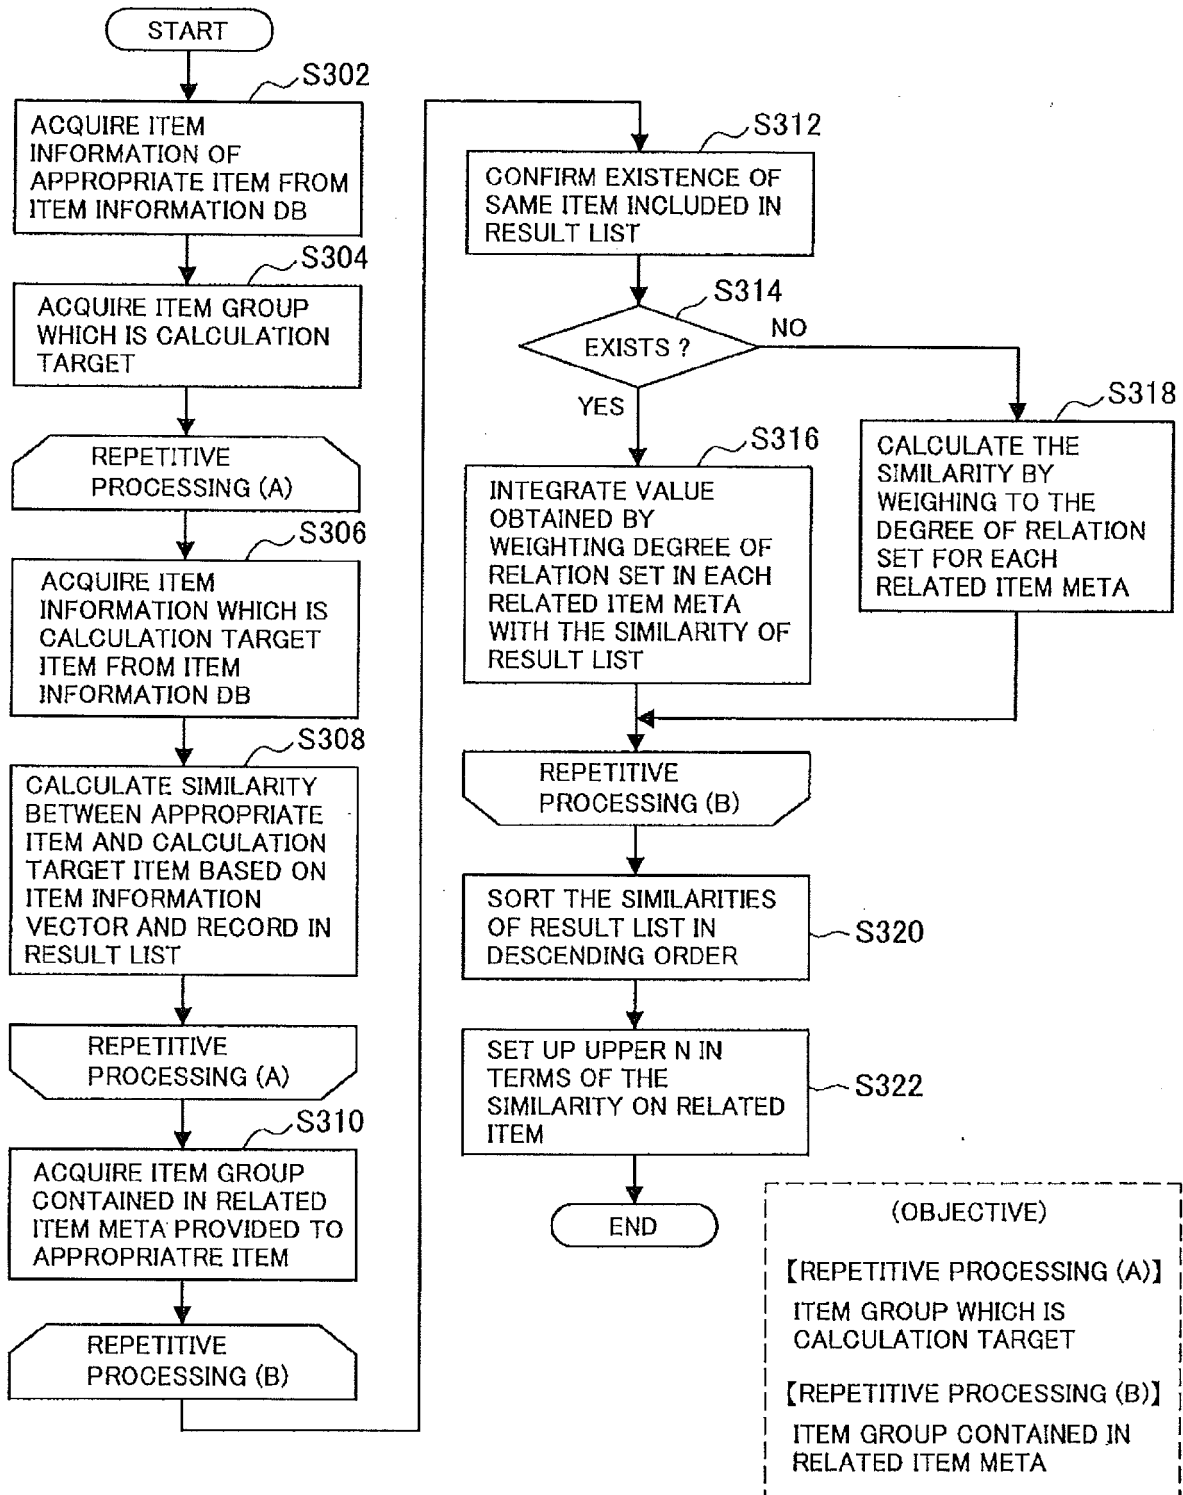 START
S302
ACQUIRE ITEM
INFORMATION OF
APPROPRIATE ITEM FROM
ITEM INFORMATION DB
S304
ACQUIRE ITEM GROUP
WHICH IS CALCULATION
TARGET
REPETITIVE
PROCESSING (A)
S306
ACQUIRE ITEM
INFORMATION WHICH IS
CALCULATION TARGET
ITEM FROM ITEM
INFORMATION DB
S308
CALCULATE SIMILARITY
BETWEEN APPROPRIATE
ITEM AND CALCULATION
TARGET ITEM BASED ON
ITEM INFORMATION
VECTOR AND RECORD IN
RESULT LIST
REPETITIVE
PROCESSING (A)
S310
ACQUIRE ITEM GROUP
CONTAINED IN RELATED
ITEM META PROVIDED TO
APPROPRIATRE ITEM
REPETITIVE
PROCESSING (B)
S312
CONFIRM EXISTENCE OF
SAME ITEM INCLUDED IN
RESULT LIST
S314
EXISTS ?
NO
YES
S316
INTEGRATE VALUE
OBTAINED BY
WEIGHTING DEGREE OF
RELATION SET IN EACH
RELATED ITEM META
WITH THE SIMILARITY OF
RESULT LIST
S318
CALCULATE THE
SIMILARITY BY
WEIGHING TO THE
DEGREE OF RELATION
SET FOR EACH
RELATED ITEM META
REPETITIVE
PROCESSING (B)
SORT THE SIMILARITIES
OF RESULT LIST IN
DESCENDING ORDER
S320
SET UP UPPER N IN
TERMS OF THE
SIMILARITY ON RELATED
ITEM
S322
END
(OBJECTIVE)
【REPETITIVE PROCESSING (A)】
ITEM GROUP WHICH IS
CALCULATION TARGET
【REPETITIVE PROCESSING (B)】
ITEM GROUP CONTAINED IN
RELATED ITEM META